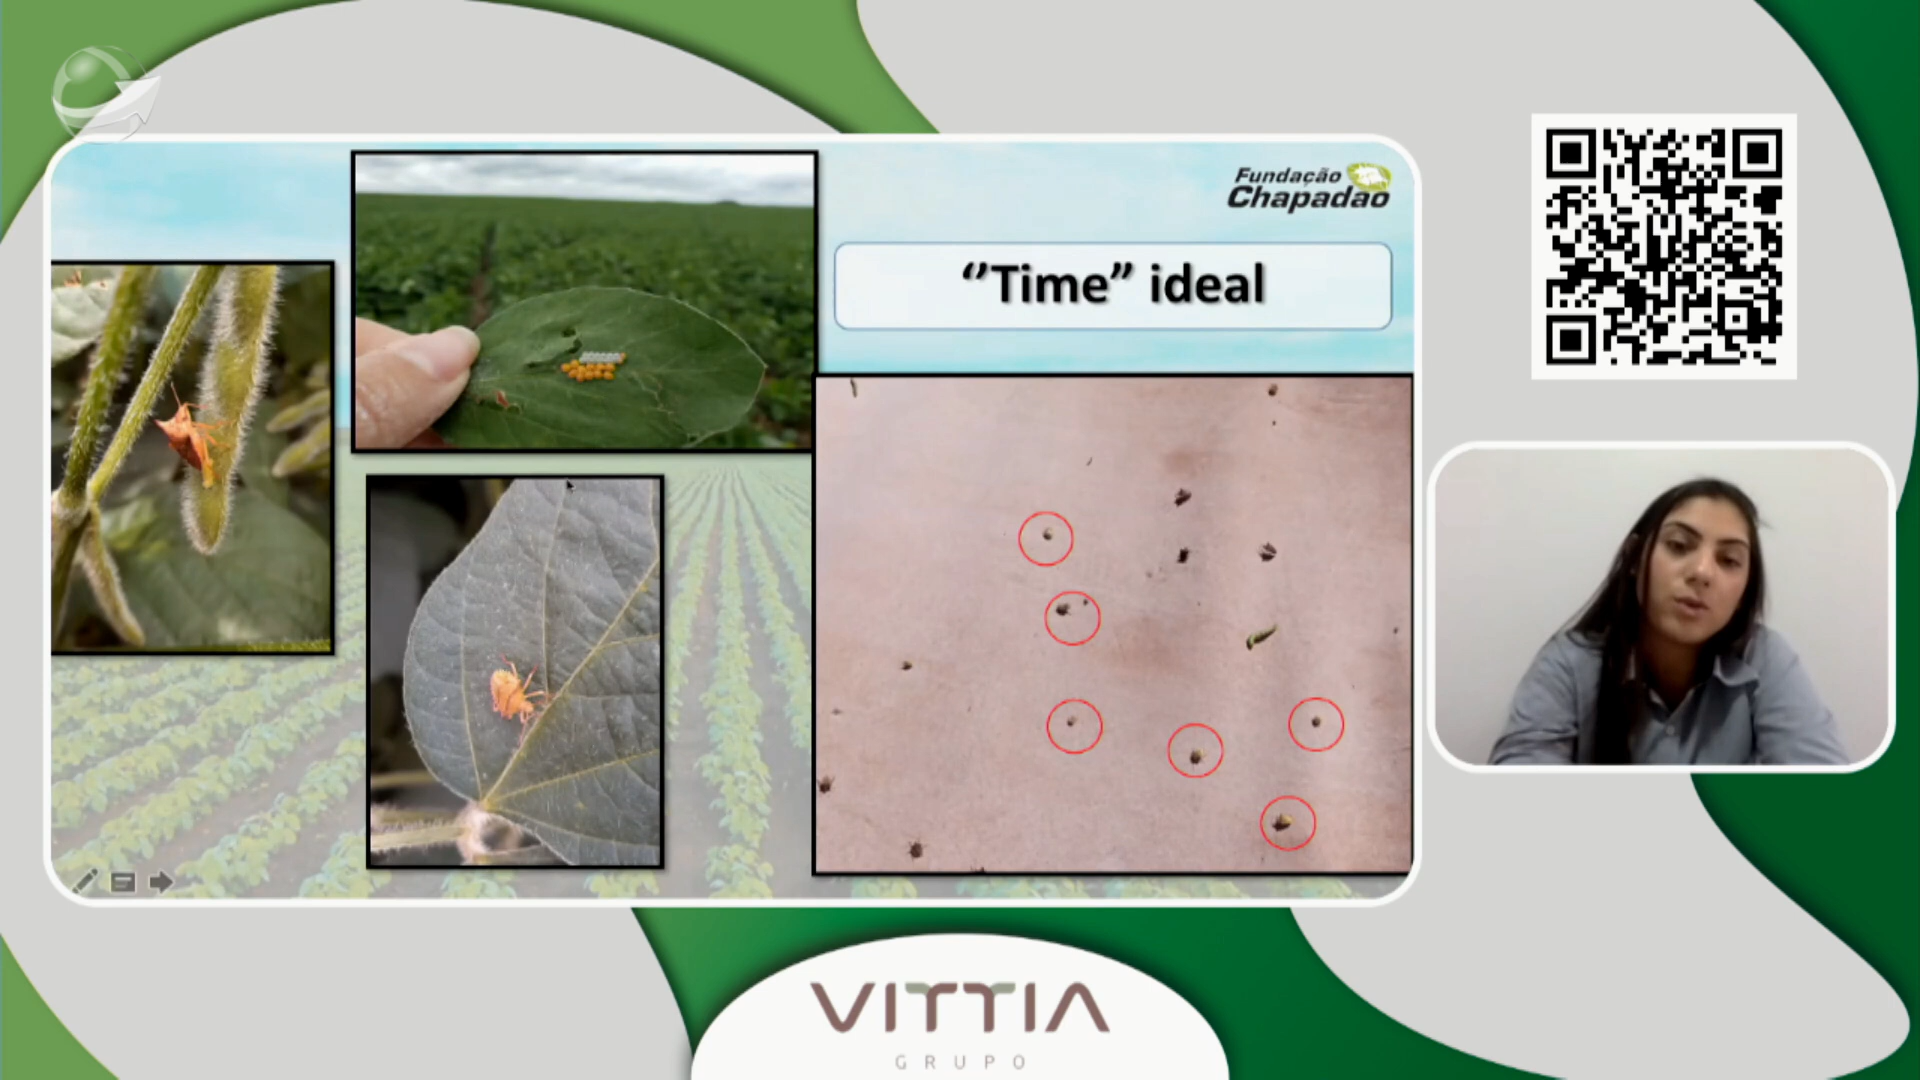 Fundação
Chapadão
‘’Time” ideal
VITTIA
GRUPO